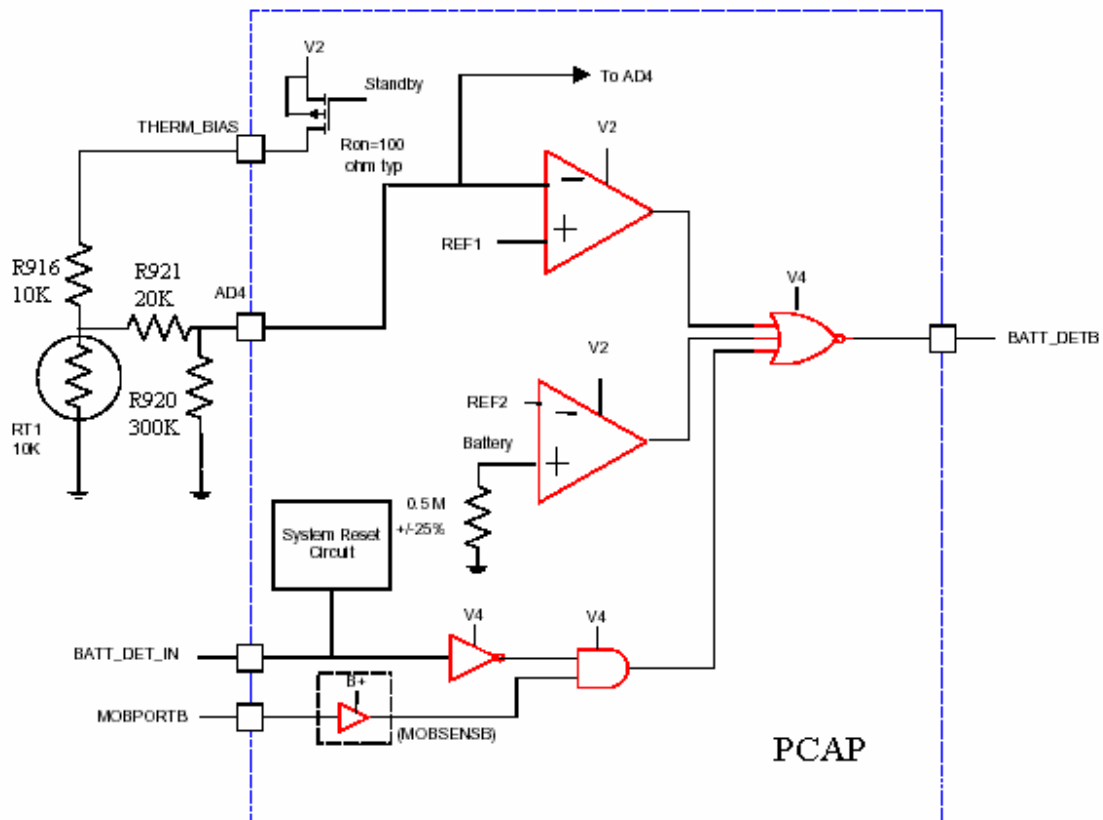 V2
Standby
To AD4
THERM_BIAS
Ron=100
ohm typ
V2
−
+
REF1
R916
10K
R921
20K
AD4
V4
BATT_DETB
V2
R920
300K
RT1
10K
REF2
−
Battery
+
0.5 M
+/-25%
System Reset
Circuit
V4
V4
BATT_DET_IN
B+
MOBPORTB
(MOBSENSB)
PCAP